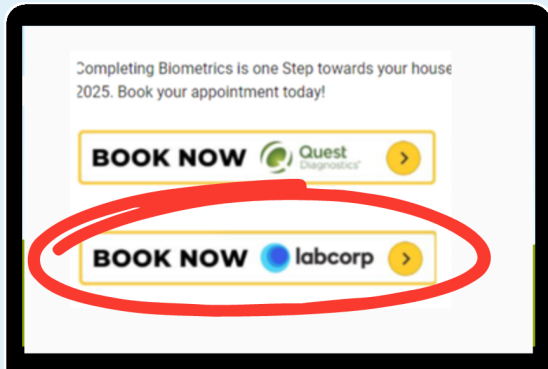 Completing Biometrics is one Step towards your house
2025. Book your appointment today!
BOOK NOW Quest Diagnostics
BOOK NOW labcorp